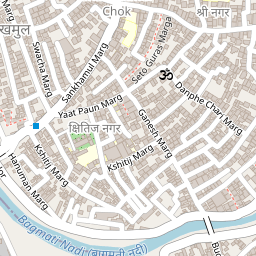 Chok
श्री नगर
खमुल
Seto Guras Marga
Swacha Marg
Sankhamul Marg
ॐ
Yaat Paun Marg
Danphe Chari Marg
Ganesh Marg
क्षितिज नगर
Kshitij Marg
Kshitij Marg
Hanuman Marg
Bagmati Nadi (बागमती नदी)